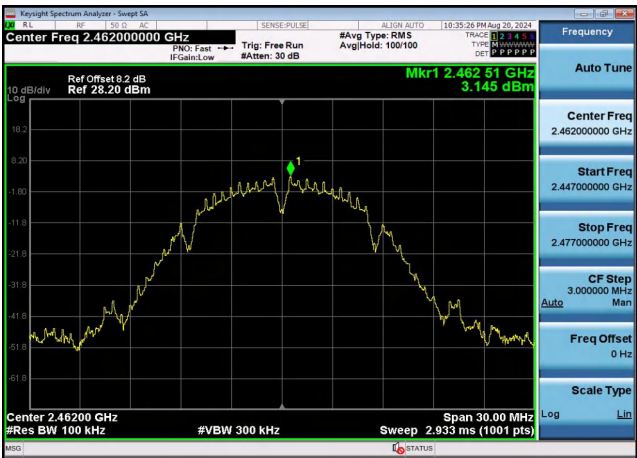 Keysight Spectrum Analyzer - Swept SA
RL RF 50 Ω AC SENSE:PULSE ALIGN AUTO 10:35:26 PM Aug 20, 2024
Center Freq 2.462000000 GHz
PNO: Fast
IFGain:Low
Trig: Free Run
#Atten: 30 dB
#Avg Type: RMS
Avg|Hold: 100/100
TRACE 1 2 3 4 5 6
TYPE M WWWWW
DET P P P P P P
Ref Offset 8.2 dB
10 dB/div Ref 28.20 dBm
Log
Mkr1 2.462 51 GHz
3.145 dBm
18.2
8.20
-1.80
-11.8
-21.8
-31.8
-41.8
-51.8
-61.8
1
Center 2.46200 GHz Span 30.00 MHz
#Res BW 100 kHz #VBW 300 kHz Sweep 2.933 ms (1001 pts)
MSG STATUS
Frequency
Auto Tune
Center Freq
2.462000000 GHz
Start Freq
2.447000000 GHz
Stop Freq
2.477000000 GHz
CF Step
3.000000 MHz
Auto Man
Freq Offset
0 Hz
Scale Type
Log Lin